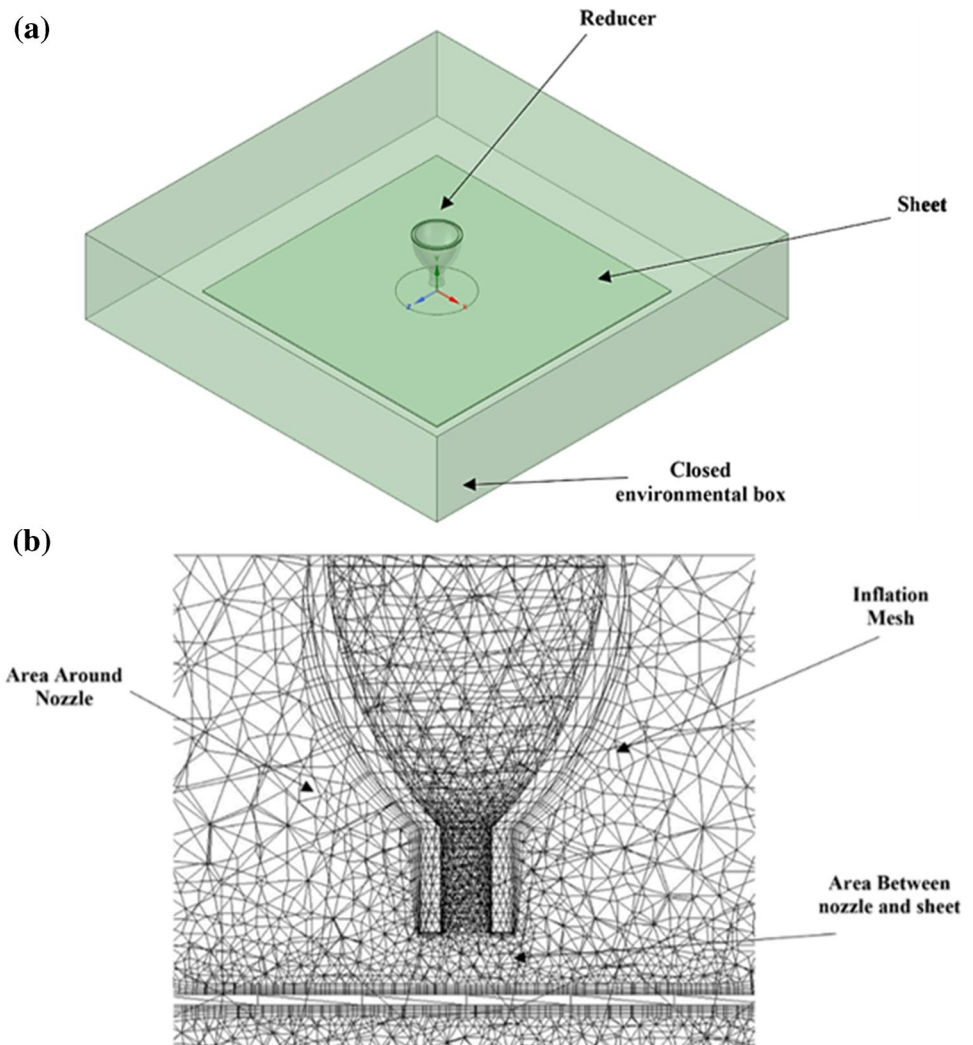 (a)
Reducer
Sheet
Y
Z
X
Closed
environmental box
(b)
Inflation
Mesh
Area Around
Nozzle
Area Between
nozzle and sheet